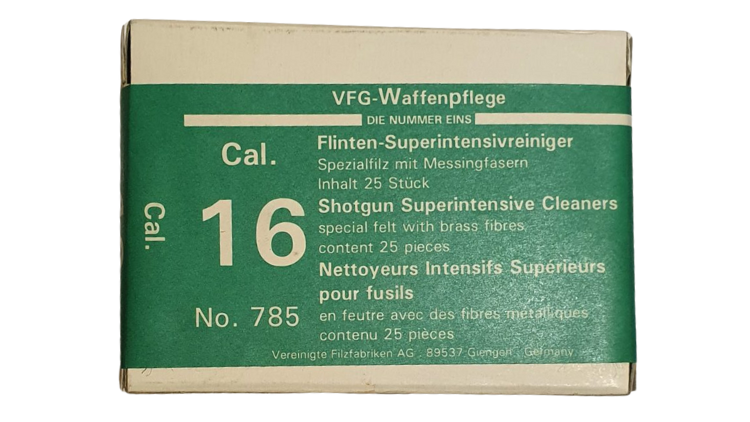 VFG-Waffenpflege
DIE NUMMER EINS
Cal.
16
No. 785
Flinten-Superintensivreiniger
Spezialfilz mit Messingfasern
Inhalt 25 Stück
Shotgun Superintensive Cleaners
special felt with brass fibres
content 25 pieces
Nettoyeurs Intensifs Supérieurs
pour fusils
en feutre avec des fibres métalliques
contenu 25 pièces
Vereinigte Filzfabriken AG . 89537 Giengen . Germany
Cal.